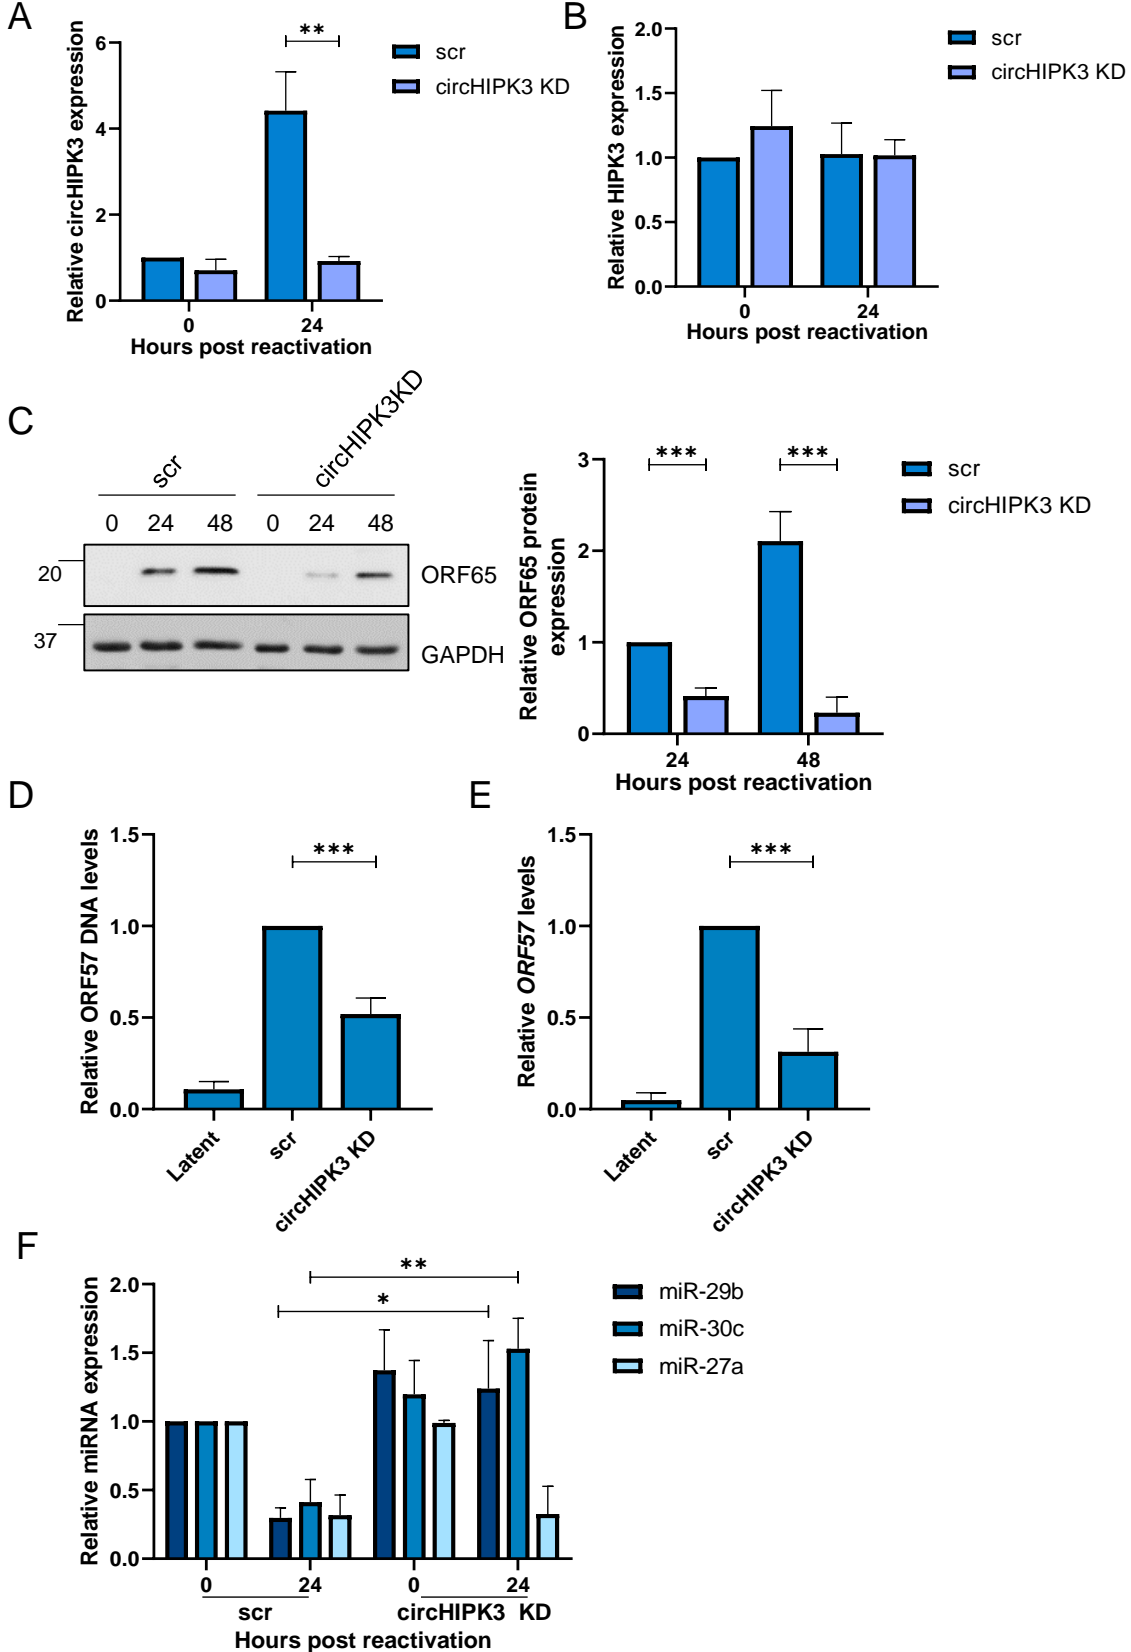 A
Relative circHIPK3 expression
6
4
2
0
**
0
24
Hours post reactivation
scr
circHIPK3 KD
B
Relative HIPK3 expression
2.0
1.5
1.0
0.5
0.0
0
24
Hours post reactivation
scr
circHIPK3 KD
C
scr
circHIPK3KD
0
24
48
0
24
48
20
ORF65
37
GAPDH
Relative ORF65 protein
expression
3
2
1
0
***
***
24
48
Hours post reactivation
scr
circHIPK3 KD
D
Relative ORF57 DNA levels
1.5
1.0
0.5
0.0
***
Latent
scr
circHIPK3 KD
E
Relative ORF57 levels
1.5
1.0
0.5
0.0
***
Latent
scr
circHIPK3 KD
F
Relative miRNA expression
2.0
1.5
1.0
0.5
0.0
**
*
0
24
0
24
scr
circHIPK3 KD
Hours post reactivation
miR-29b
miR-30c
miR-27a